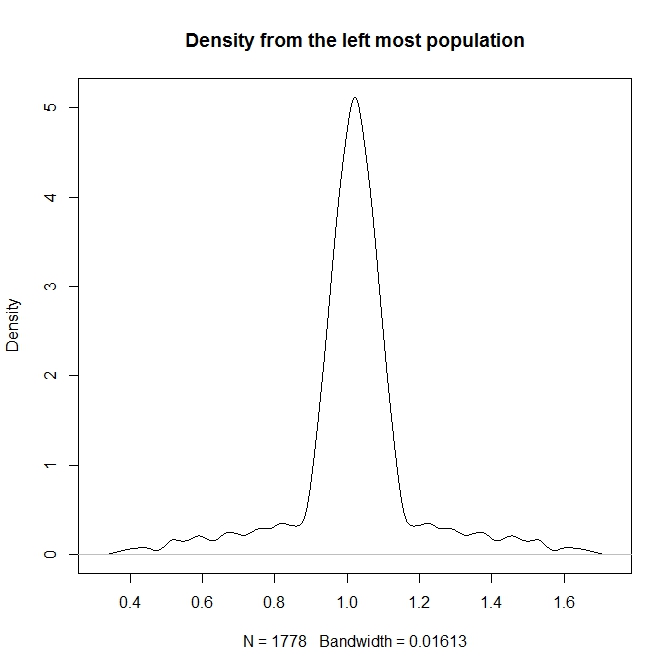 Density from the left most population
Density
5
4
3
2
1
0
0.4 0.6 0.8 1.0 1.2 1.4 1.6
N = 1778 Bandwidth = 0.01613